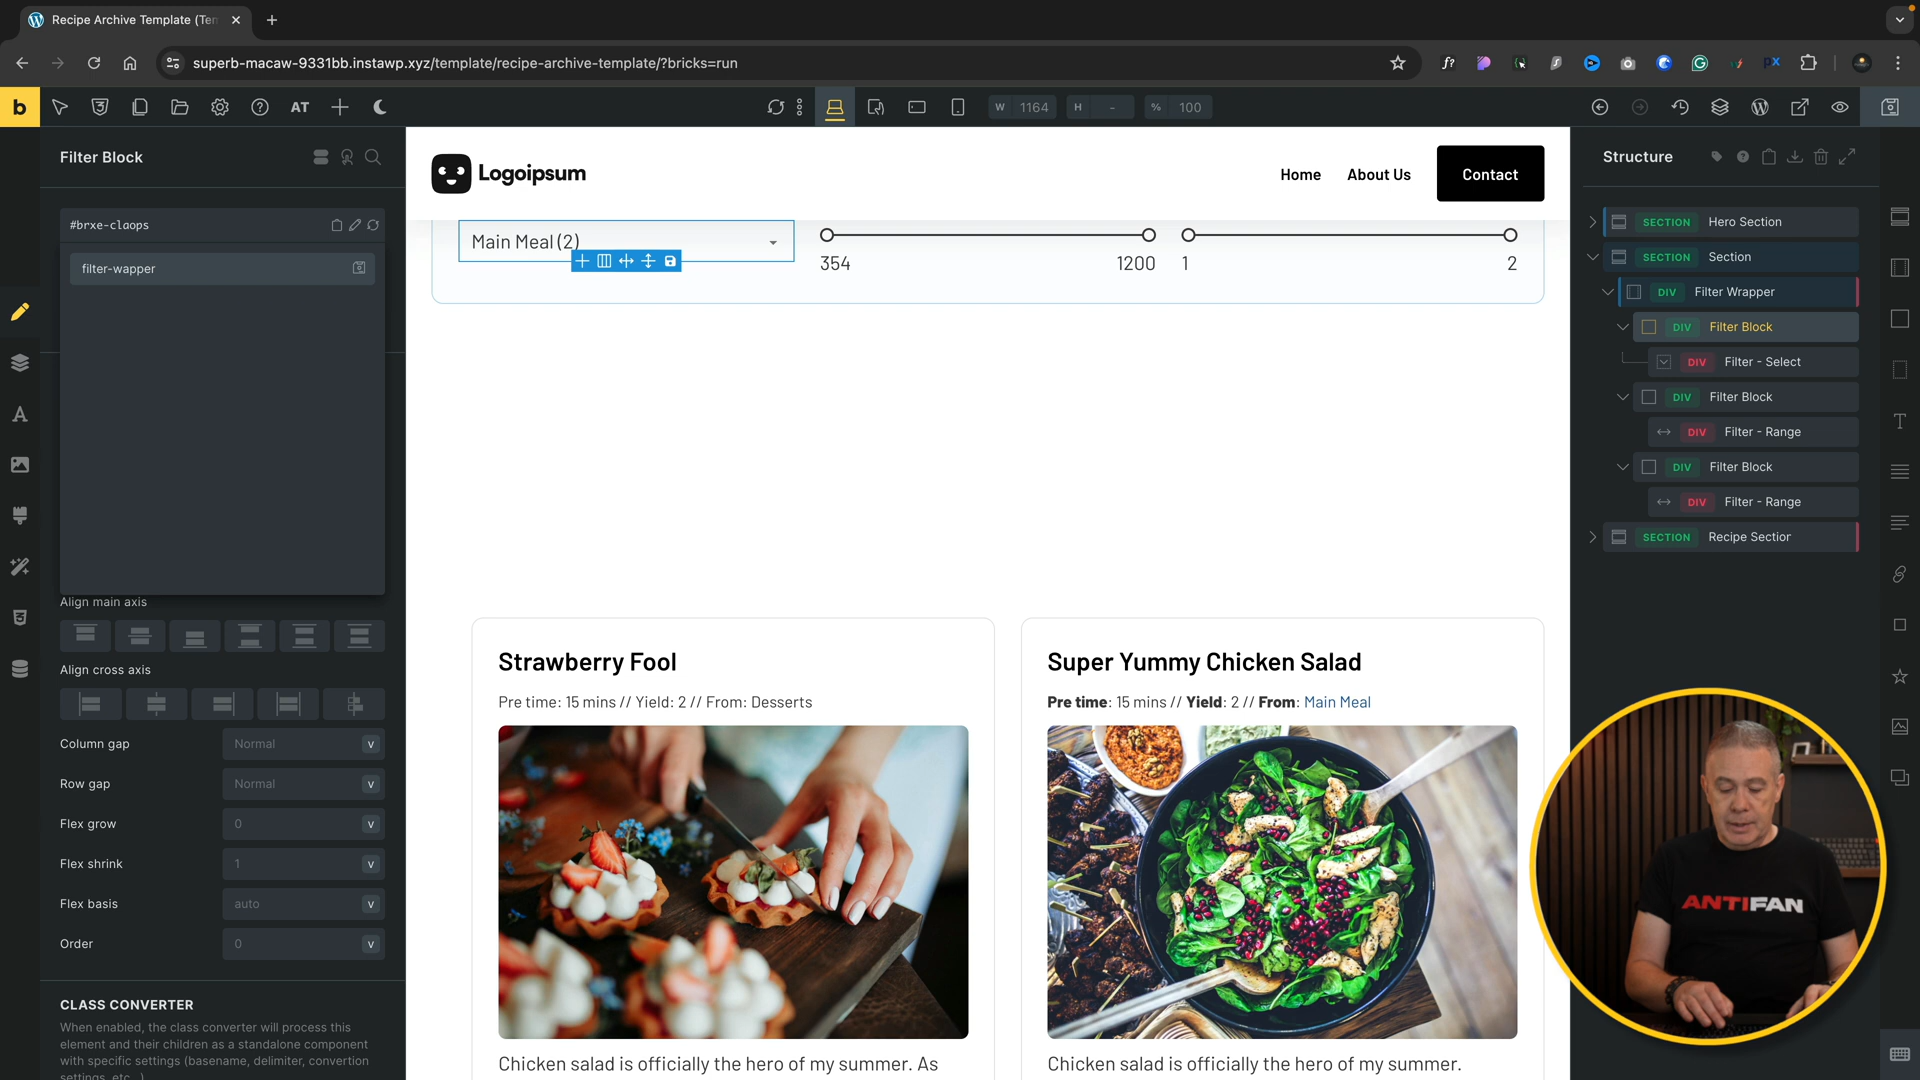 Recipe Archive Template (Ten
superb-macaw-9331bb.instawp.xyz/template/recipe-archive-template/?bricks=run
b
AT
W 1164
H -
% 100
Filter Block
#brxe-claops
filter-wapper
Align main axis
Align cross axis
Column gap
Normal
v
Row gap
Normal
v
Flex grow
0
v
Flex shrink
1
v
Flex basis
auto
v
Order
0
v
CLASS CONVERTER
When enabled, the class converter will process this
element and their children as a standalone component
with specific settings (basename, delimiter, convertion
settings, etc...)
Logoipsum
Home
About Us
Contact
Main Meal (2)
354
1200
1
2
Strawberry Fool
Pre time: 15 mins // Yield: 2 // From: Desserts
Chicken salad is officially the hero of my summer. As
Super Yummy Chicken Salad
Pre time: 15 mins // Yield: 2 // From: Main Meal
Chicken salad is officially the hero of my summer.
Structure
SECTION Hero Section
SECTION Section
DIV Filter Wrapper
DIV Filter Block
DIV Filter - Select
DIV Filter Block
DIV Filter - Range
DIV Filter Block
DIV Filter - Range
SECTION Recipe Sectior
ANTIFAN